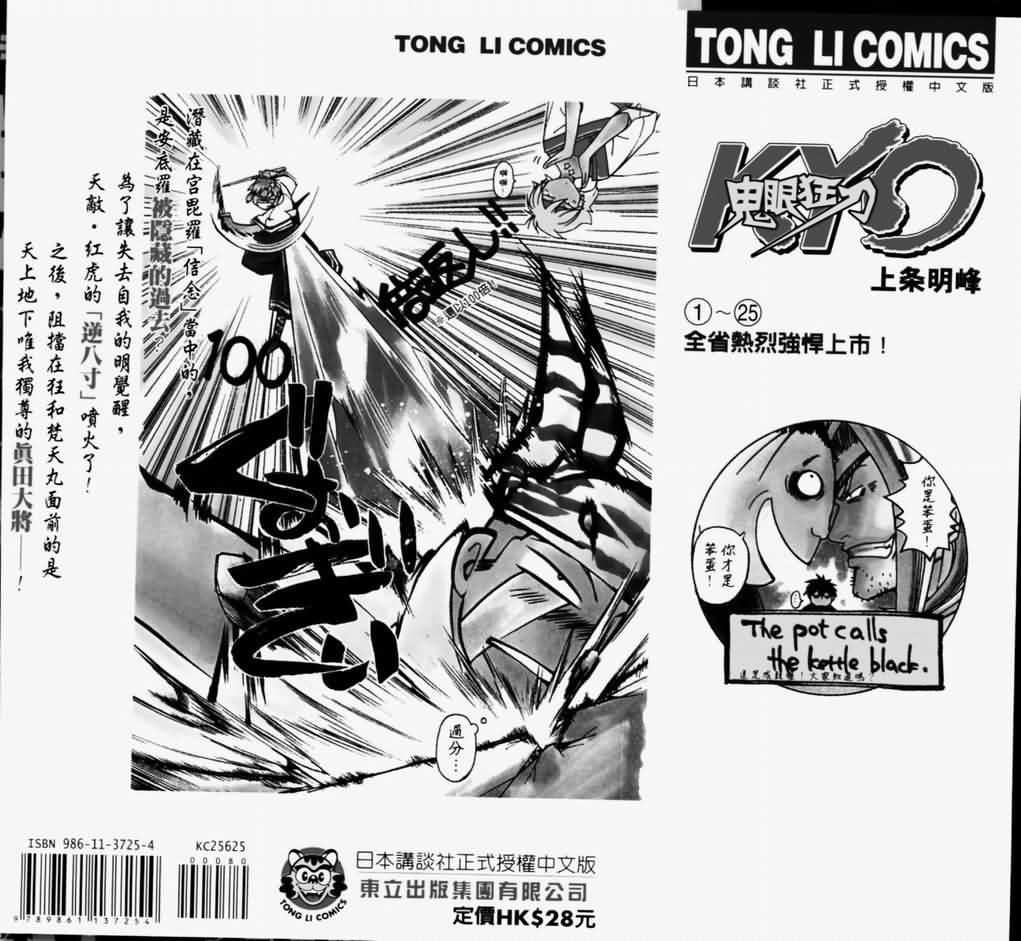 TONG LI COMICS
潛藏在宮毘羅「信念」當中的,
是安底羅被隱藏的過去?
為了讓失去自我的明覺醒,
天敵・紅虎的「逆八寸」噴火了!
之後,阻擋在狂和梵天丸面前的是
天上地下唯我獨尊的真田大將——!
100
過分…
ISBN 986-11-3725-4
KC25625
00080
9789861137254
TONG LI COMICS
日本講談社正式授權中文版
東立出版集團有限公司
定價HK$28元
TONG LI COMICS
日本講談社正式授權中文版
KYO
鬼眼狂刀
上条明峰
①~㉕
全省熱烈強悍上市!
你是笨蛋!
你才是
笨蛋!
The pot calls
the kettle black.